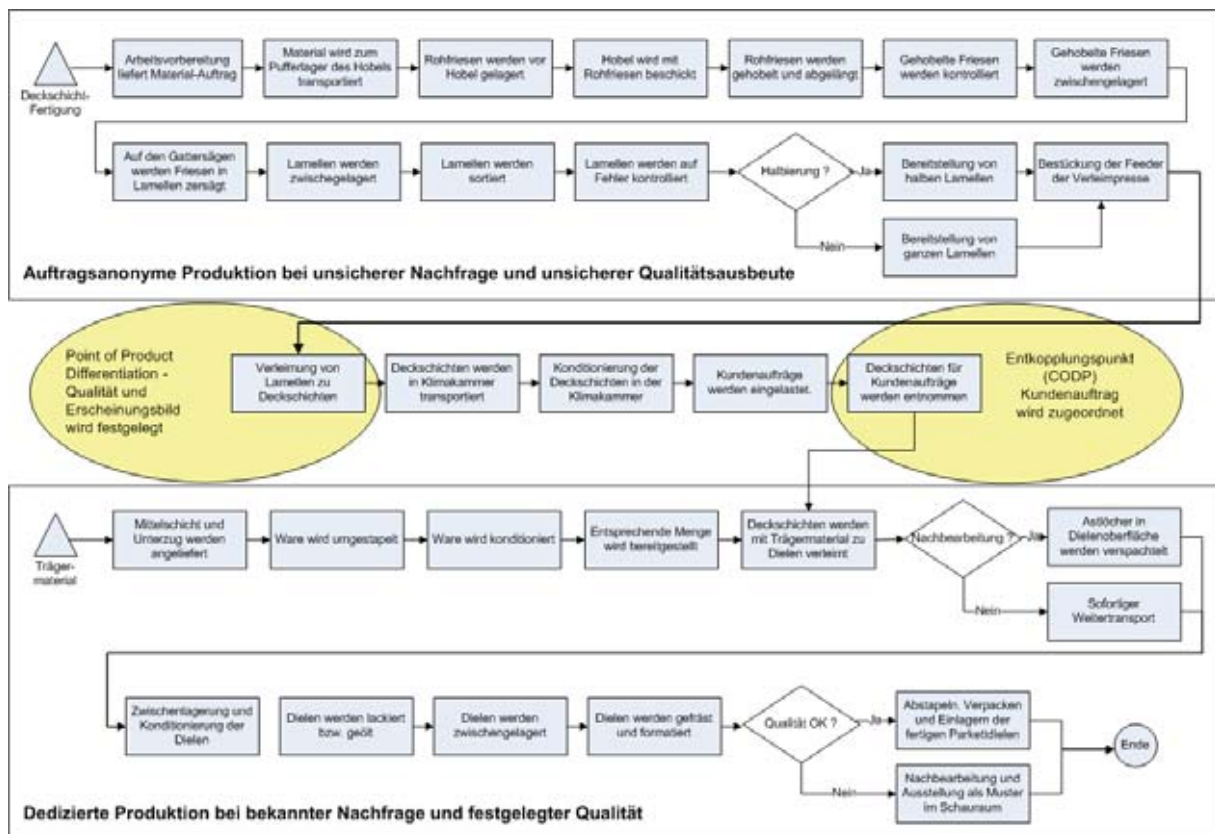 Deckschicht-
Fertigung
Arbeitsvorbereitung
liefert Material-Auftrag
Material wird zum
Pufferlager des Hobels
transportiert
Rohfriesen werden vor
Hobel gelagert
Hobel wird mit
Rohfriesen beschickt
Rohfriesen werden
gehobelt und abgelängt
Gehobelte Friesen
werden kontrolliert
Gehobelte Friesen
werden
zwischengelagert
Auf den Gattersägen
werden Friesen in
Lamellen zersägt
Lamellen werden
zwischegelagert
Lamellen werden
sortiert
Lamellen werden auf
Fehler kontrolliert
Halbierung ?
Ja
Bereitstellung von
halben Lamellen
Bestückung der Feeder
der Verleimpresse
Nein
Bereitstellung von
ganzen Lamellen
Auftragsanonyme Produktion bei unsicherer Nachfrage und unsicherer Qualitätsausbeute
Point of Product
Differentiation -
Qualität und
Erscheinungsbild
wird festgelegt
Verleimung von
Lamellen zu
Deckschichten
Deckschichten werden
in Klimakammer
transportiert
Konditionierung der
Deckschichten in der
Klimakammer
Kundenaufträge
werden eingelastet.
Deckschichten für
Kundenaufträge
werden entnommen
Entkopplungspunkt
(CODP)
Kundenauftrag
wird zugeordnet
Träger-
material
Mittelschicht und
Unterzug werden
angeliefert
Ware wird umgestapelt
Ware wird konditioniert
Entsprechende Menge
wird bereitgestellt
Deckschichten werden
mit Trägermaterial zu
Dielen verleimt
Nachbearbeitung ?
Ja
Astlöcher in
Dielenoberfläche
werden verspachtelt
Nein
Sofortiger
Weitertransport
Zwischenlagerung und
Konditionierung der
Dielen
Dielen werden lackiert
bzw. geölt
Dielen werden
zwischengelagert
Dielen werden gefräst
und formatiert
Qualität OK ?
Ja
Abstapeln, Verpacken
und Einlagern der
fertigen Parketdielen
Ende
Nein
Nachbearbeitung und
Ausstellung als Muster
im Schauraum
Dedizierte Produktion bei bekannter Nachfrage und festgelegter Qualität